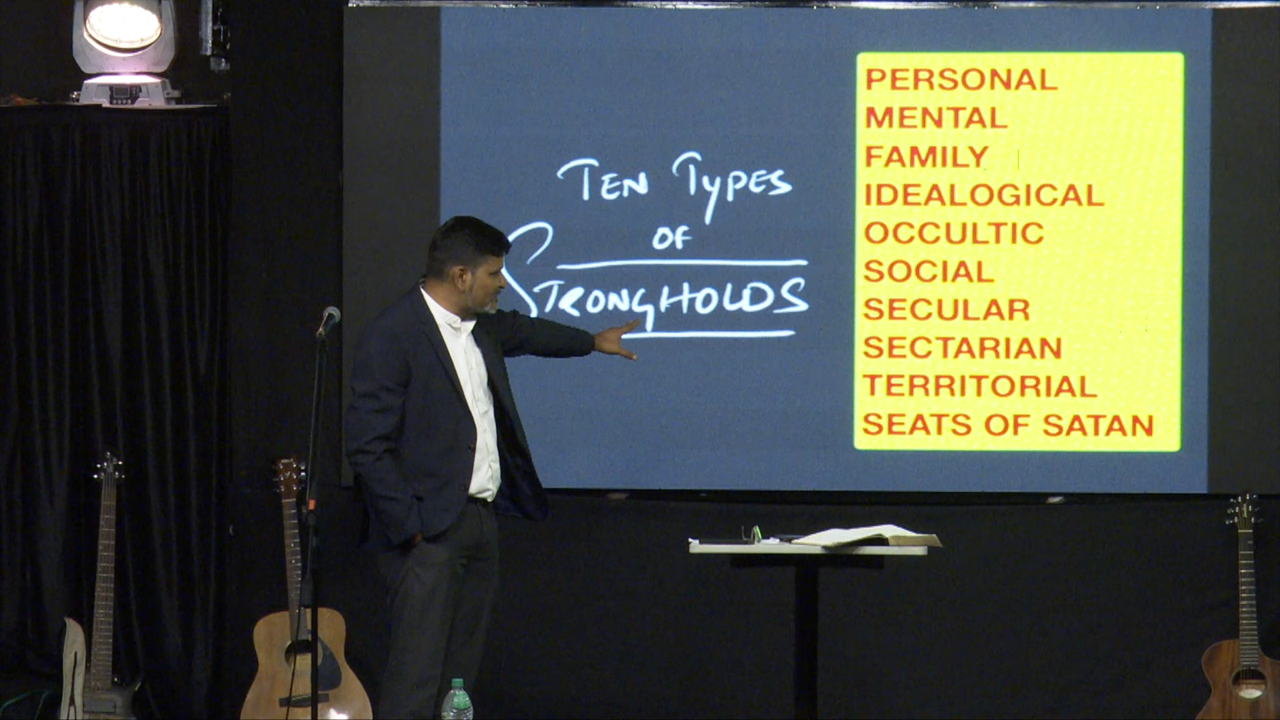 TEN TYPES
OF
STRONGHOLDS
PERSONAL
MENTAL
FAMILY
IDEALOGICAL
OCCULTIC
SOCIAL
SECULAR
SECTARIAN
TERRITORIAL
SEATS OF SATAN